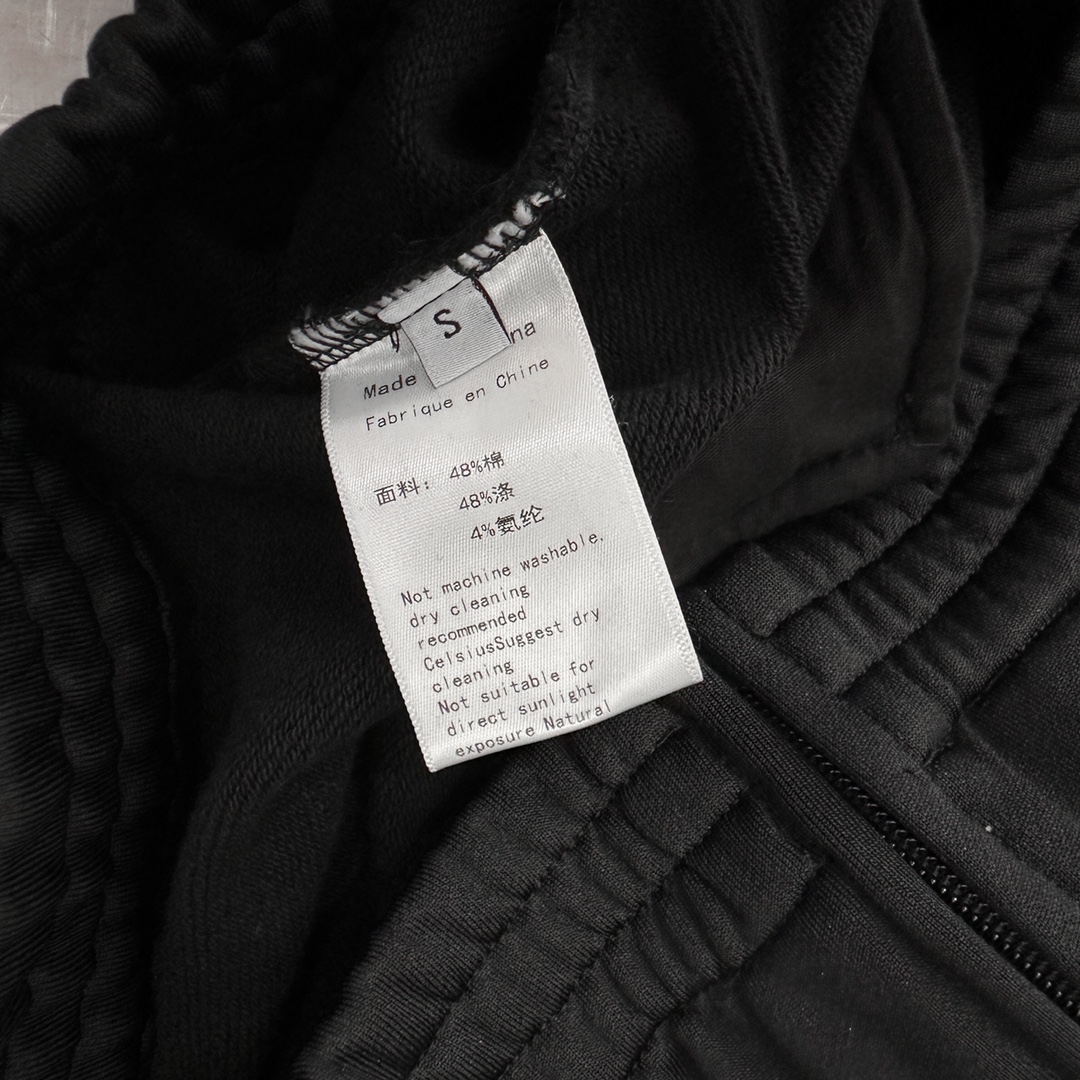 S
Made na
Fabrique en Chine
面料: 48%棉
48%涤
4%氨纶
Not machine washable.
dry cleaning
recommended
CelsiusSuggest dry
cleaning
Not suitable for
direct sunlight
exposure Natural